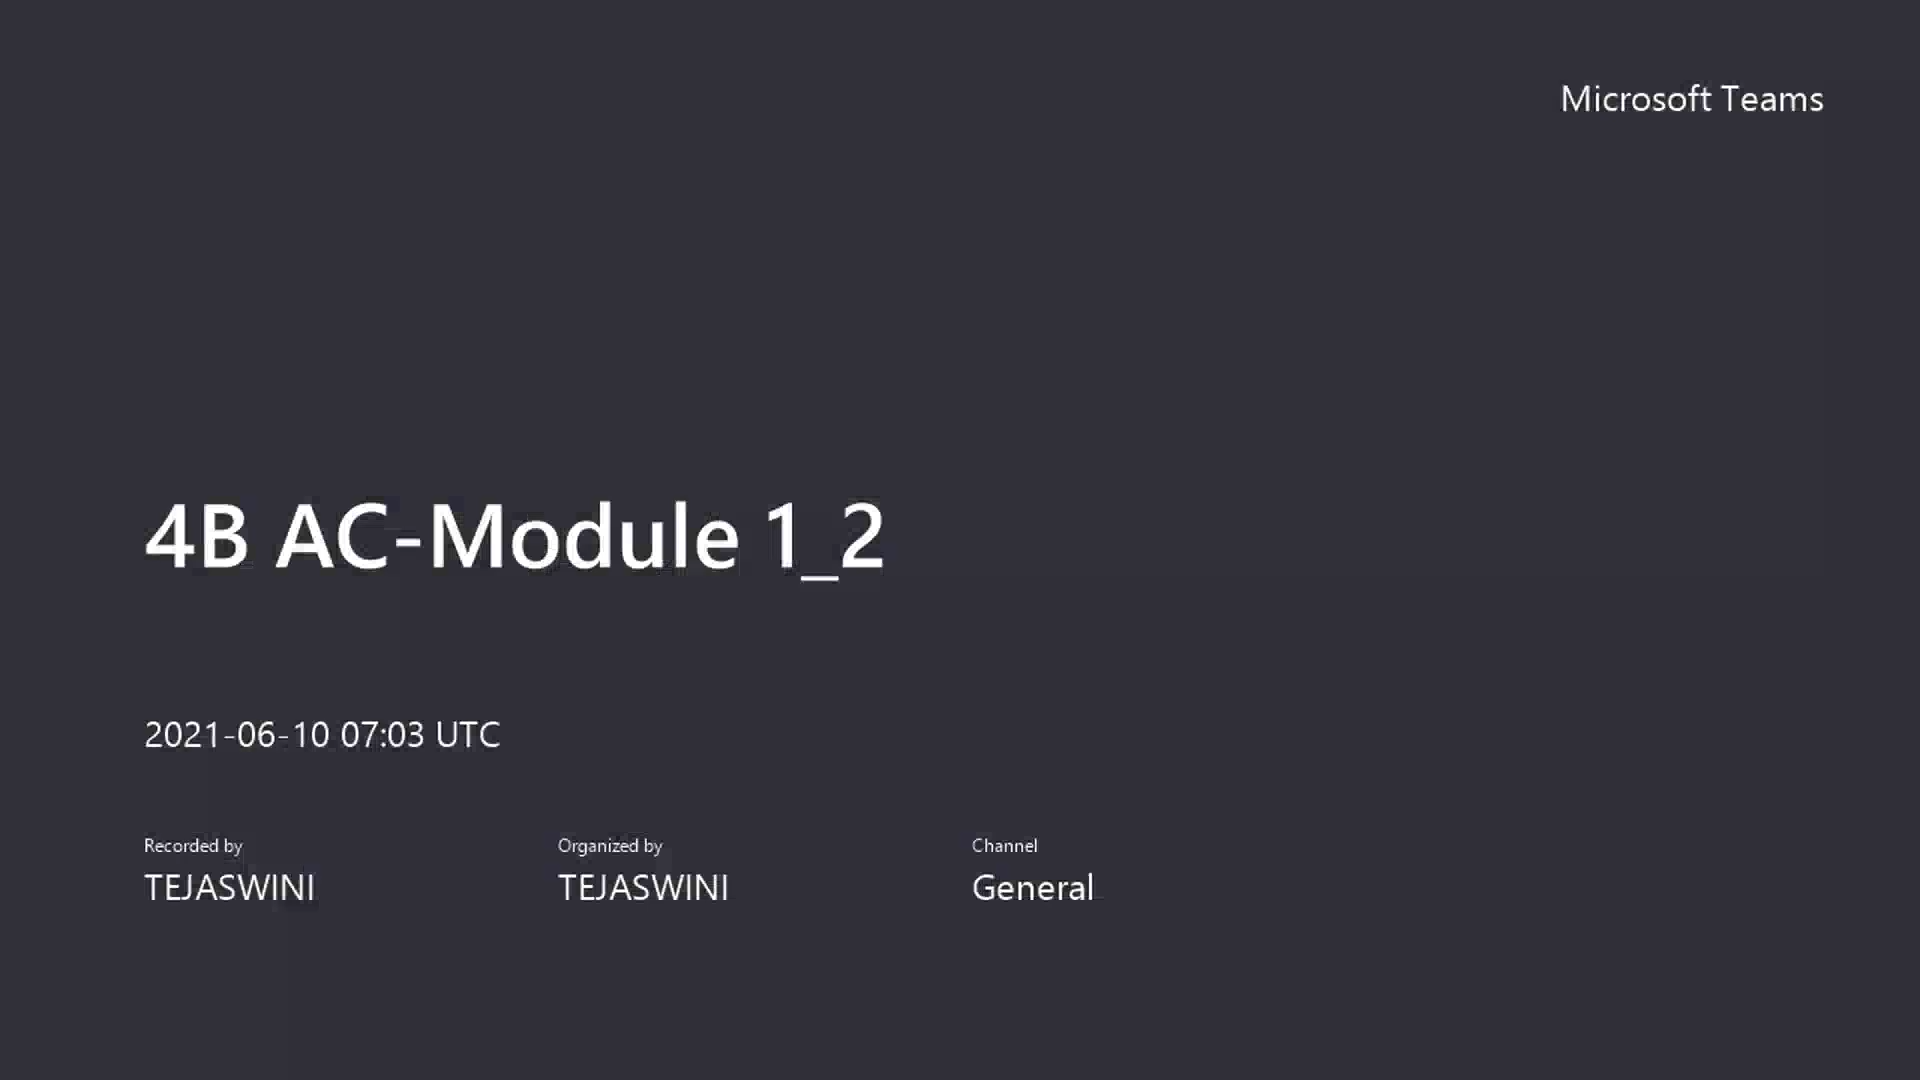 Microsoft Teams
4B AC-Module 1_2
2021-06-10 07:03 UTC
Recorded by
TEJASWINI
Organized by
TEJASWINI
Channel
General